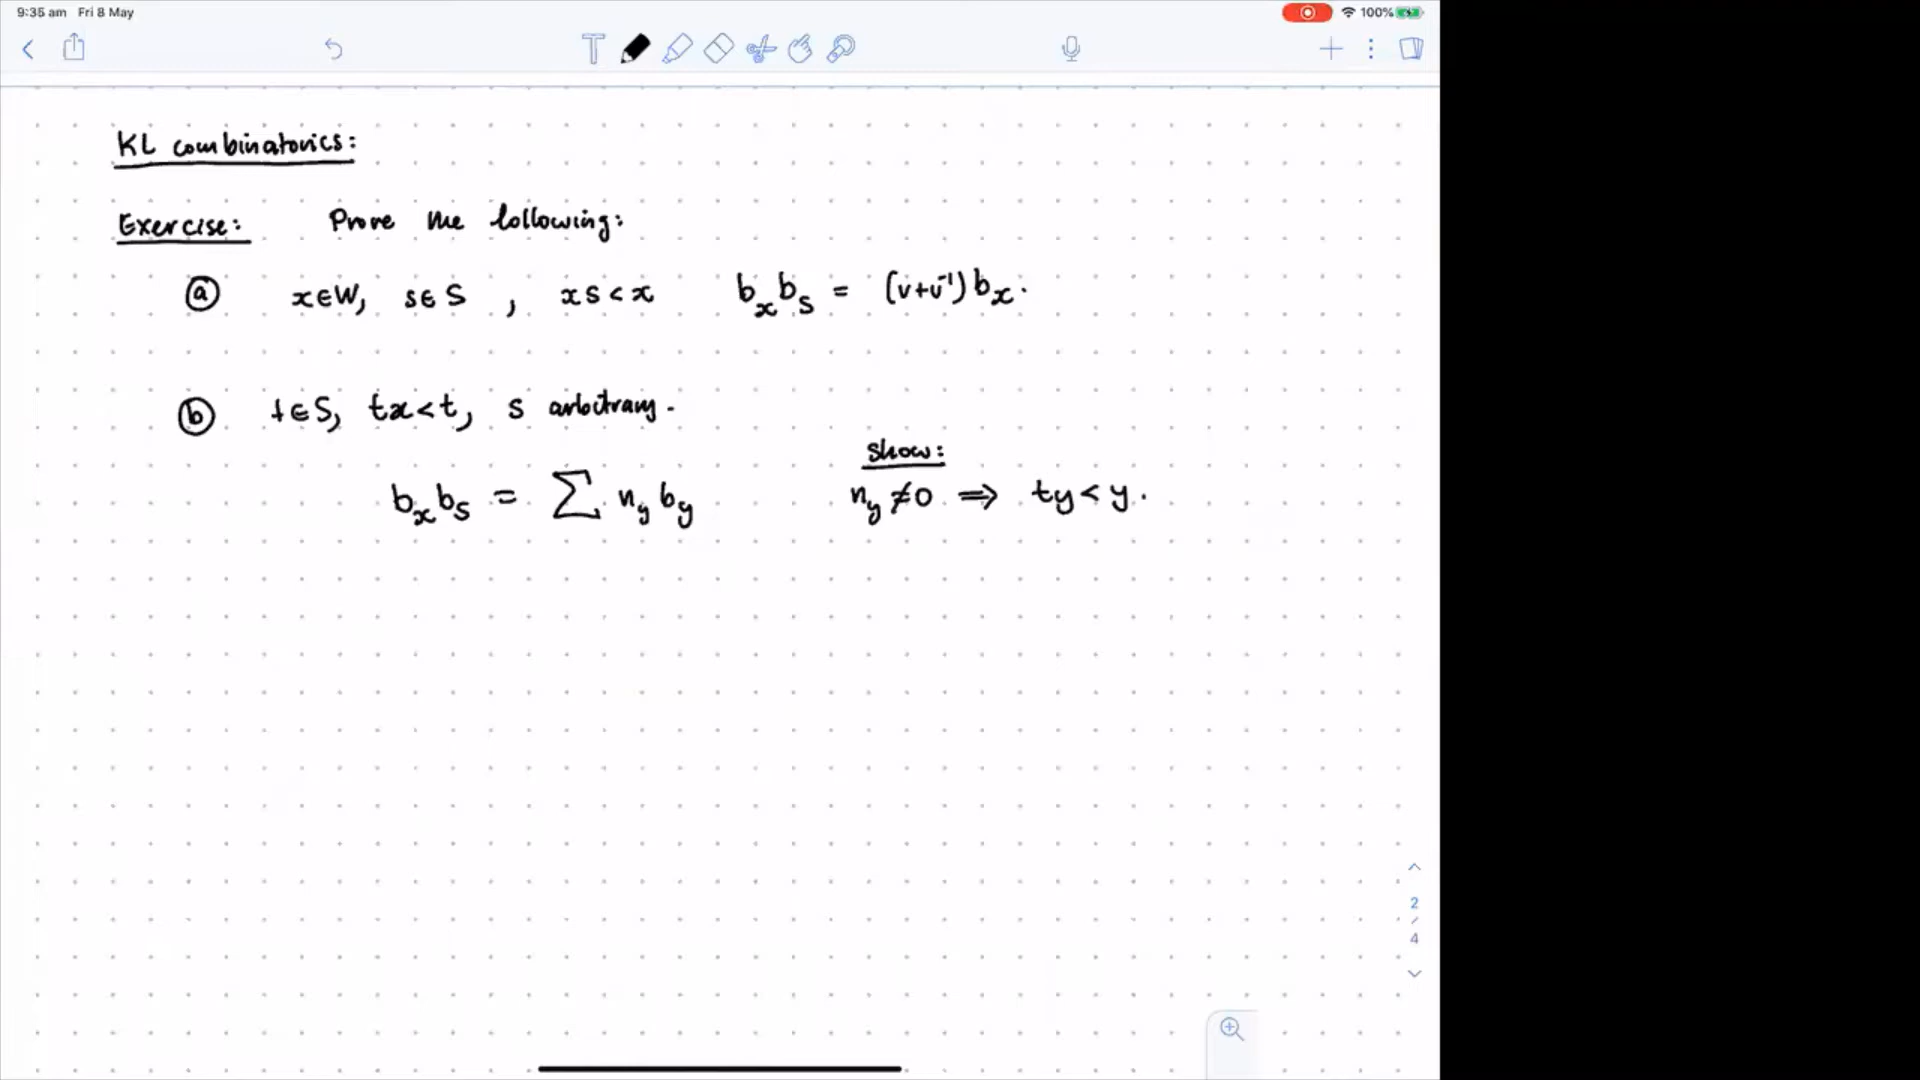 9:35 am Fri 8 May
100%
KL combinatorics:
Exercise: Prove the following:
ⓐ x∈W, s∈S, xs<x b_x b_s = (v+v⁻¹)b_x.
ⓑ t∈S, tx<t, s arbitrary.
Show:
b_x b_s = Σ n_y b_y n_y≠0 ⟹ ty<y.
2
/
4